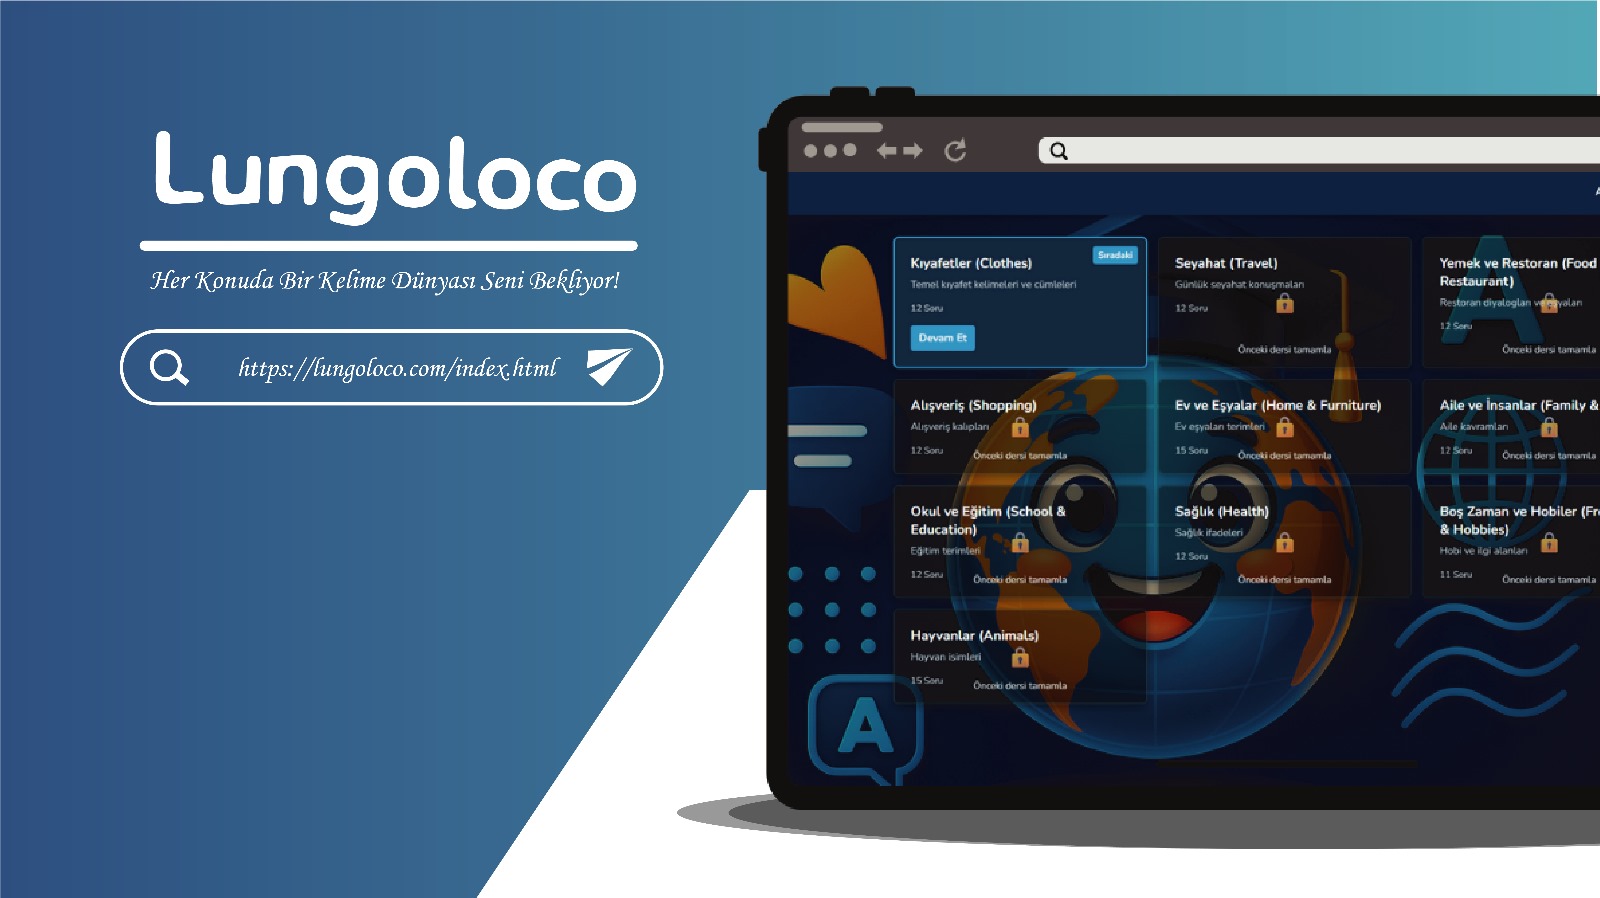 Lungoloco
Her Konuda Bir Kelime Dünyası Seni Bekliyor!
https://lungoloco.com/index.html
Kıyafetler (Clothes)
Sıradaki
Temel kıyafet kelimeleri ve cümleleri
12 Soru
Devam Et
Seyahat (Travel)
Günlük seyahat konuşmaları
12 Soru
Önceki dersi tamamla
Yemek ve Restoran (Food
Restaurant)
Restoran diyalogları ve eşyaları
12 Soru
Önceki dersi tamamla
Alışveriş (Shopping)
Alışveriş kalıpları
12 Soru
Önceki dersi tamamla
Ev ve Eşyalar (Home & Furniture)
Ev eşyaları terimleri
15 Soru
Önceki dersi tamamla
Aile ve İnsanlar (Family &
Aile kavramları
12 Soru
Önceki dersi tamamla
Okul ve Eğitim (School &
Education)
Eğitim terimleri
12 Soru
Önceki dersi tamamla
Sağlık (Health)
Sağlık ifadeleri
12 Soru
Önceki dersi tamamla
Boş Zaman ve Hobiler (Fr
& Hobbies)
Hobi ve ilgi alanları
11 Soru
Önceki dersi tamamla
Hayvanlar (Animals)
Hayvan isimleri
15 Soru
Önceki dersi tamamla
A
A